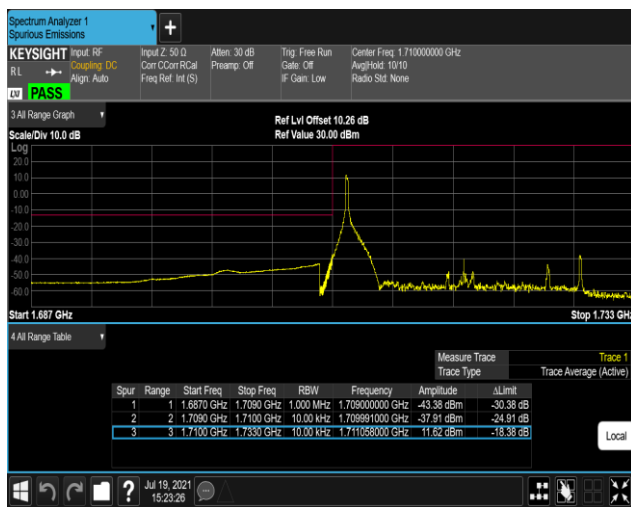 Spectrum Analyzer 1
Spurious Emissions
+
KEYSIGHT Input: RF Input Z: 50 Ω Atten: 30 dB Trig: Free Run Center Freq: 1.710000000 GHz
RL Coupling: DC Corr CCorr RCal Preamp: Off Gate: Off Avg|Hold: 10/10
Align: Auto Freq Ref: Int (S) IF Gain: Low Radio Std: None
LXI PASS
3 All Range Graph
Ref Lvl Offset 10.26 dB
Scale/Div 10.0 dB Ref Value 30.00 dBm
Log
20.0
10.0
0.00
-10.0
-20.0
-30.0
-40.0
-50.0
-60.0
Start 1.687 GHz Stop 1.733 GHz
4 All Range Table
Measure Trace Trace 1
Trace Type Trace Average (Active)
Spur Range Start Freq Stop Freq RBW Frequency Amplitude ΔLimit
1 1 1.6870 GHz 1.7090 GHz 1.000 MHz 1.709000000 GHz -43.38 dBm -30.38 dB
2 2 1.7090 GHz 1.7100 GHz 10.00 kHz 1.709991000 GHz -37.91 dBm -24.91 dB
3 3 1.7100 GHz 1.7330 GHz 10.00 kHz 1.711058000 GHz 11.62 dBm -18.38 dB
Local
? Jul 19, 2021
15:23:26